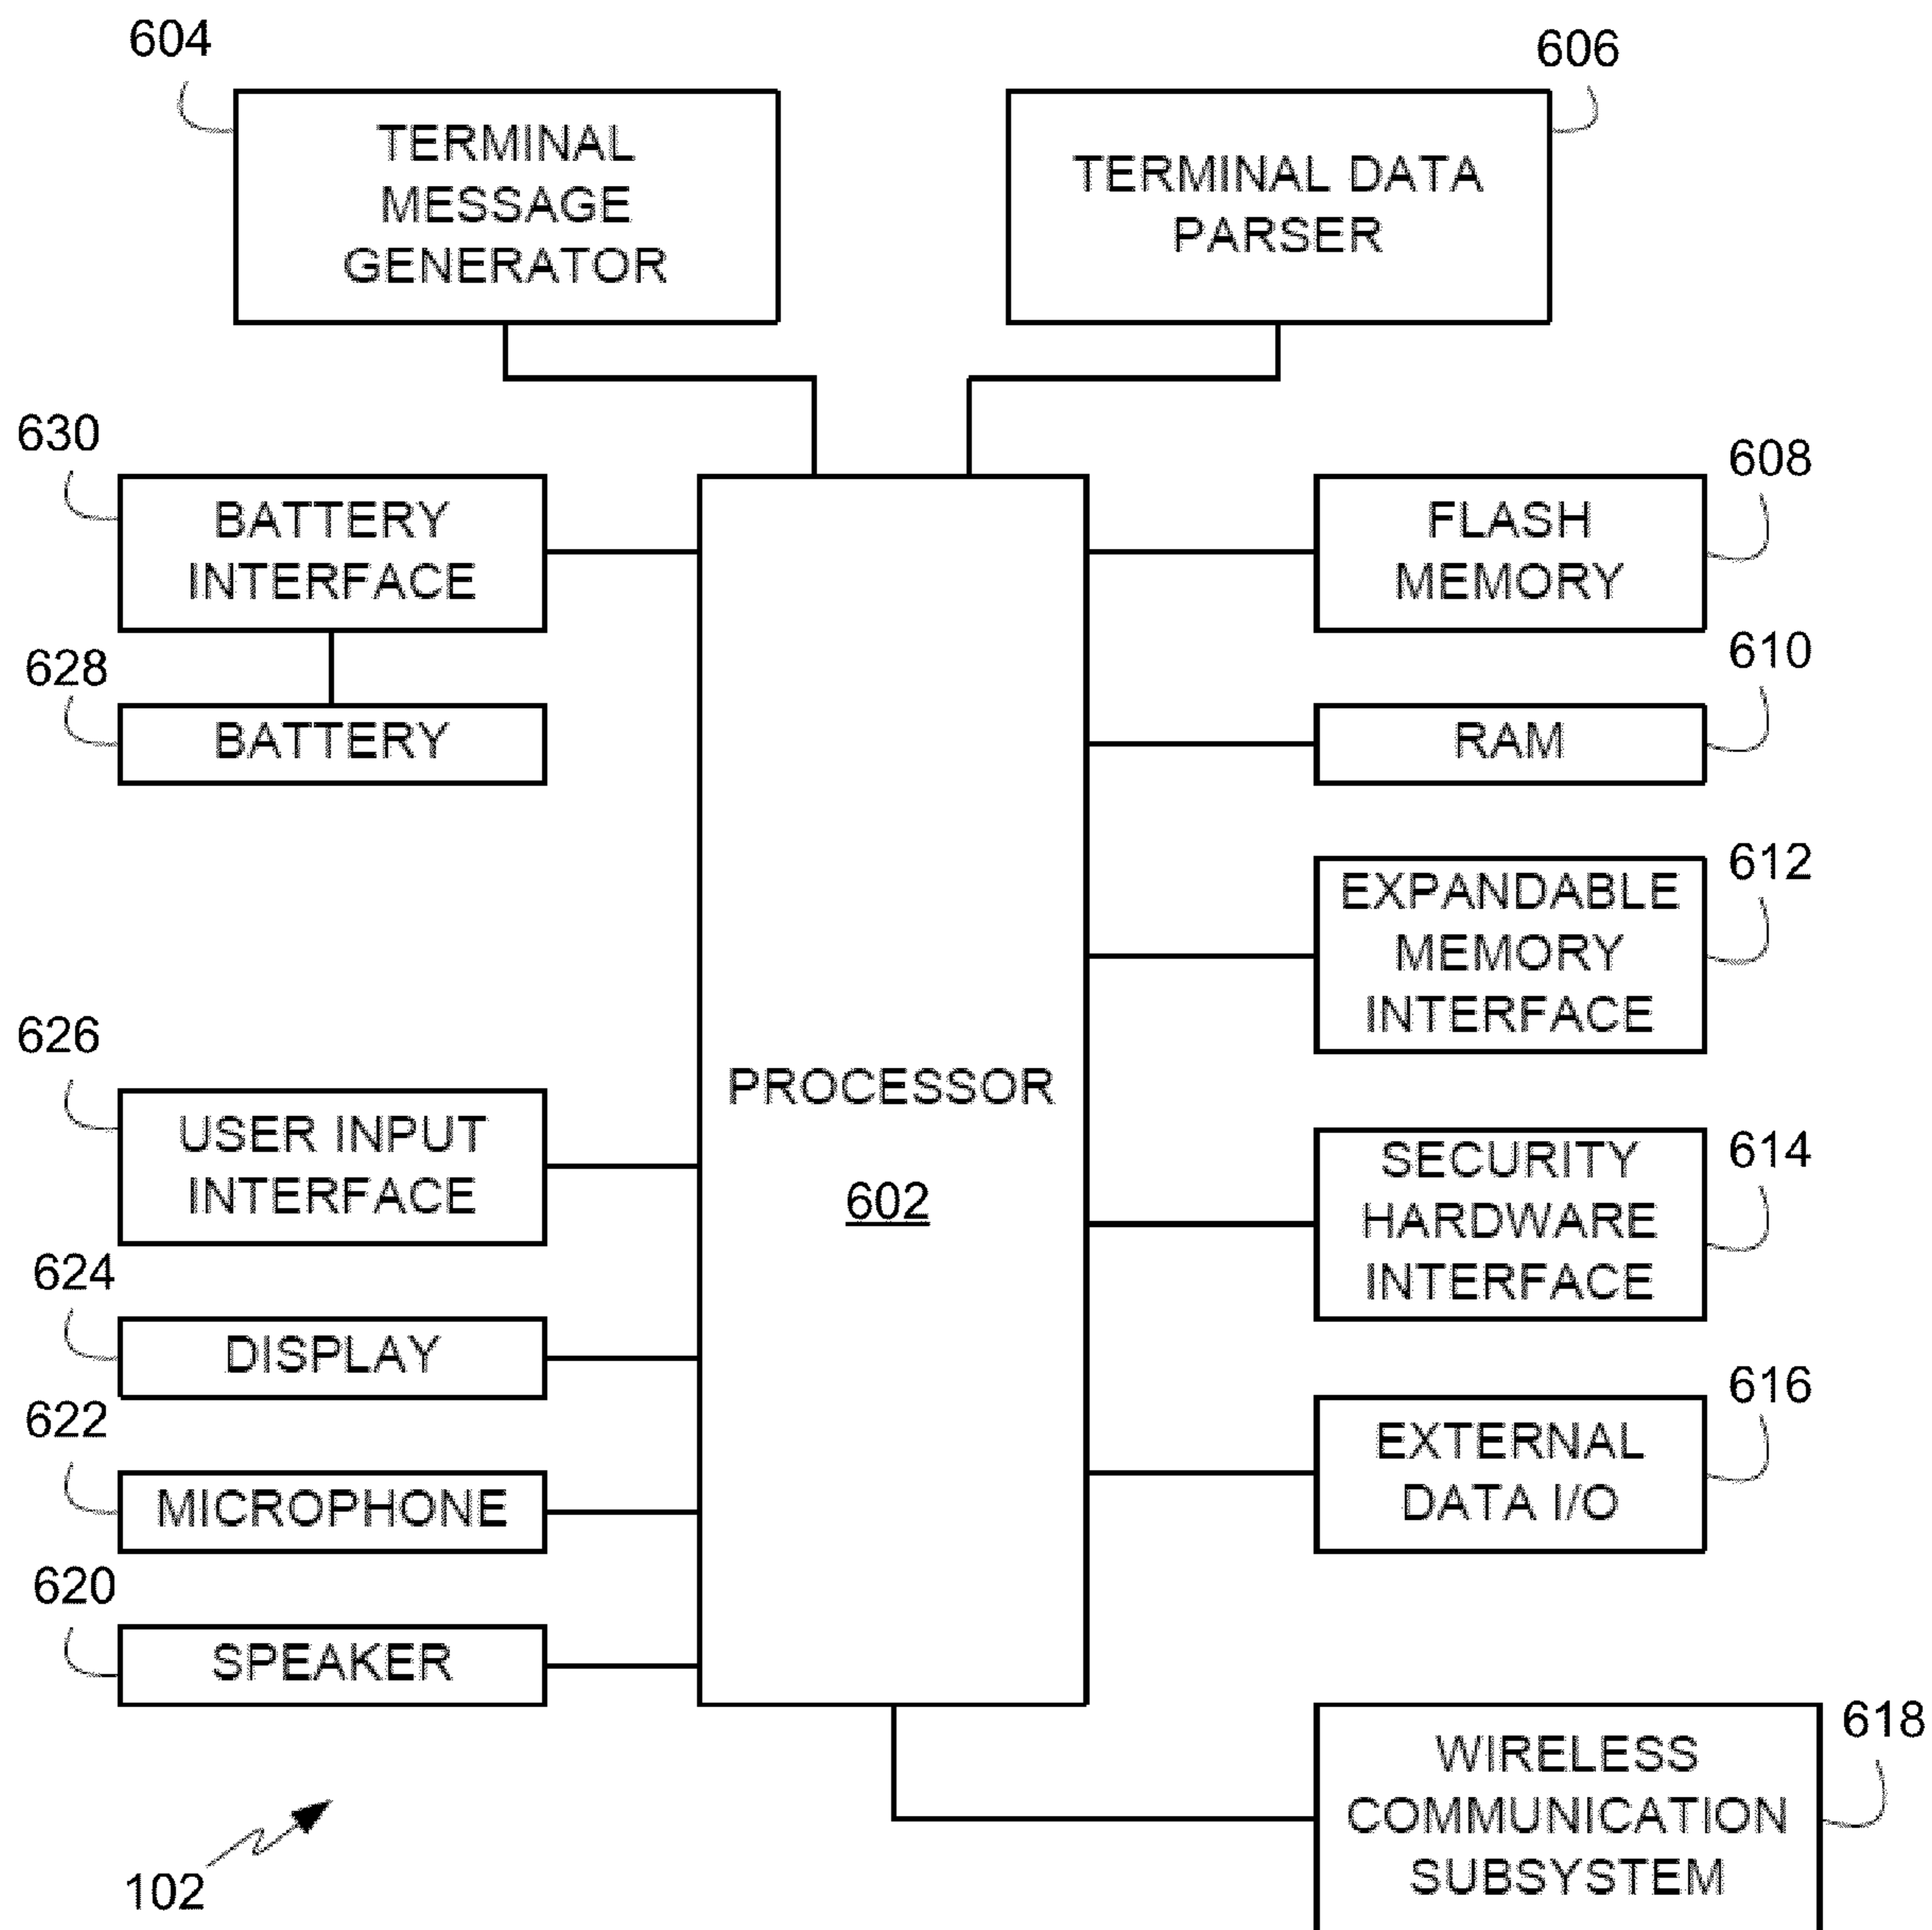 604
TERMINAL
MESSAGE
GENERATOR
606
TERMINAL DATA
PARSER
630
BATTERY
INTERFACE
628
BATTERY
626
USER INPUT
INTERFACE
624
DISPLAY
622
MICROPHONE
620
SPEAKER
PROCESSOR
602
608
FLASH
MEMORY
610
RAM
612
EXPANDABLE
MEMORY
INTERFACE
614
SECURITY
HARDWARE
INTERFACE
616
EXTERNAL
DATA I/O
618
WIRELESS
COMMUNICATION
SUBSYSTEM
102